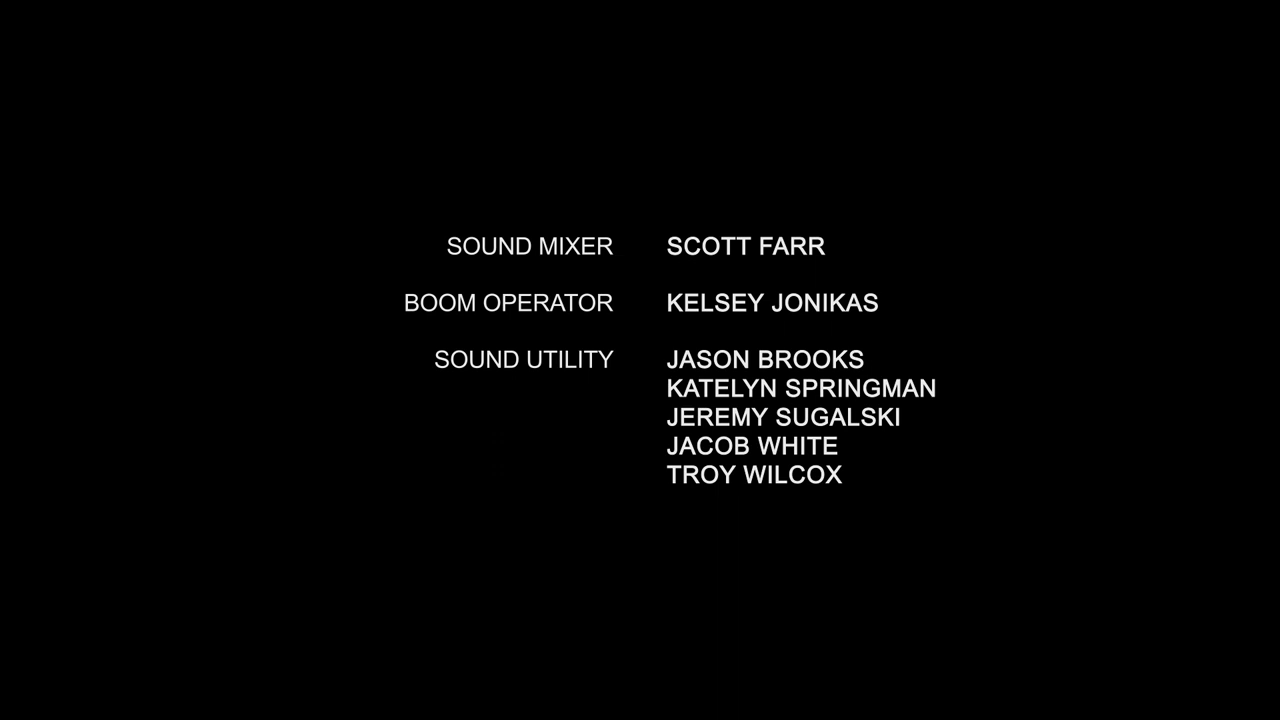 SOUND MIXER SCOTT FARR
BOOM OPERATOR KELSEY JONIKAS
SOUND UTILITY JASON BROOKS
KATELYN SPRINGMAN
JEREMY SUGALSKI
JACOB WHITE
TROY WILCOX